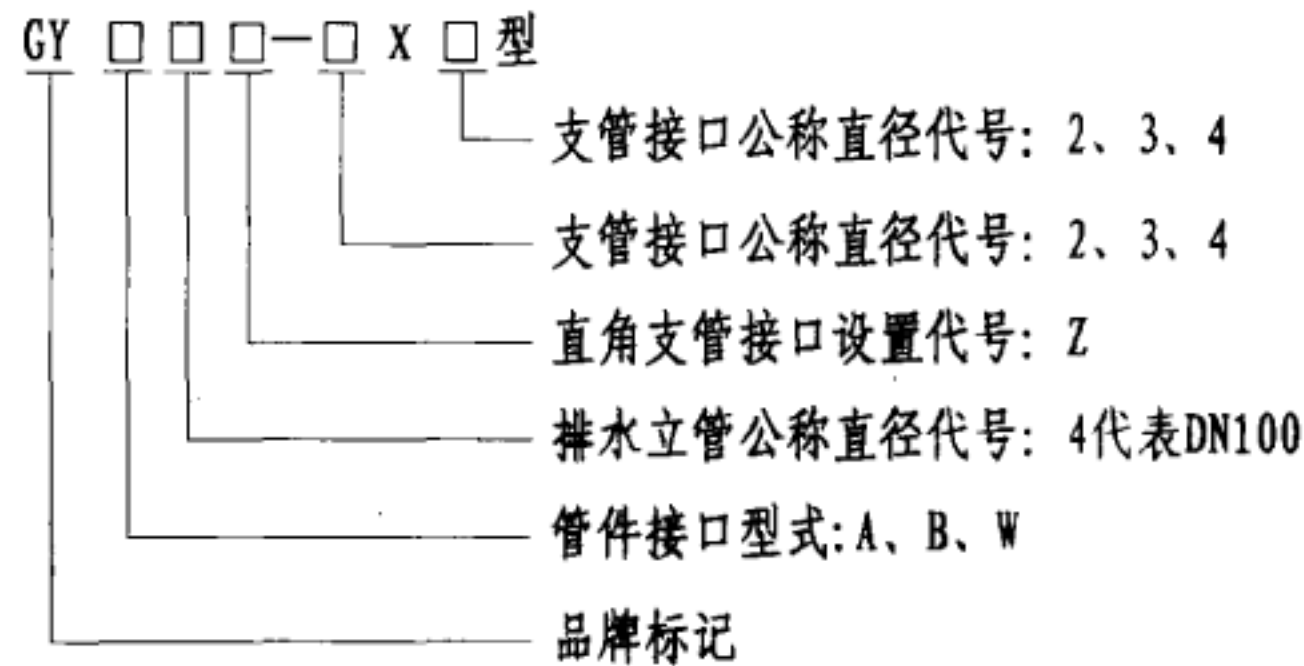 GY □ □ □—□ X □ 型
支管接口公称直径代号: 2、3、4
支管接口公称直径代号: 2、3、4
直角支管接口设置代号: Z
排水立管公称直径代号: 4代表DN100
管件接口型式:A、B、W
品牌标记